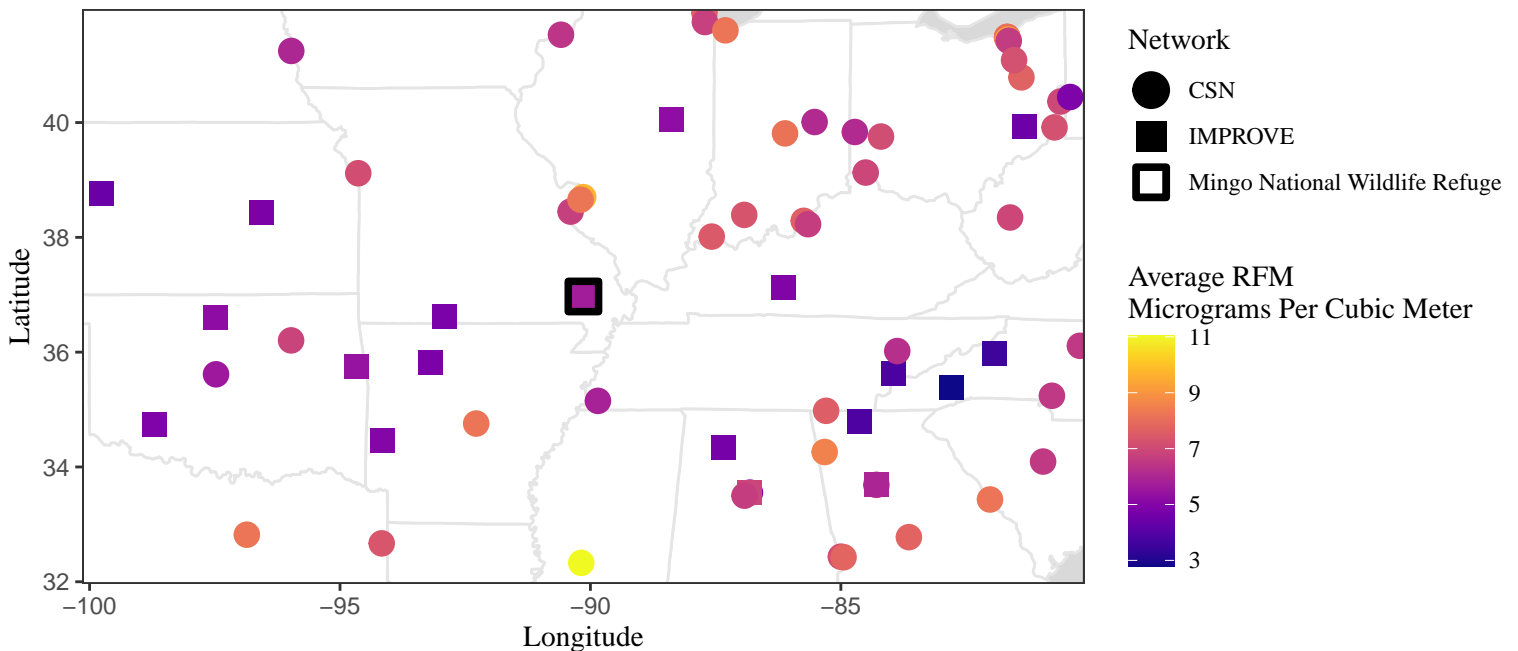 40
38
36
34
32
−100
−95
−90
−85
Latitude
Longitude
Network
CSN
IMPROVE
Mingo National Wildlife Refuge
Average RFM
Micrograms Per Cubic Meter
11
9
7
5
3